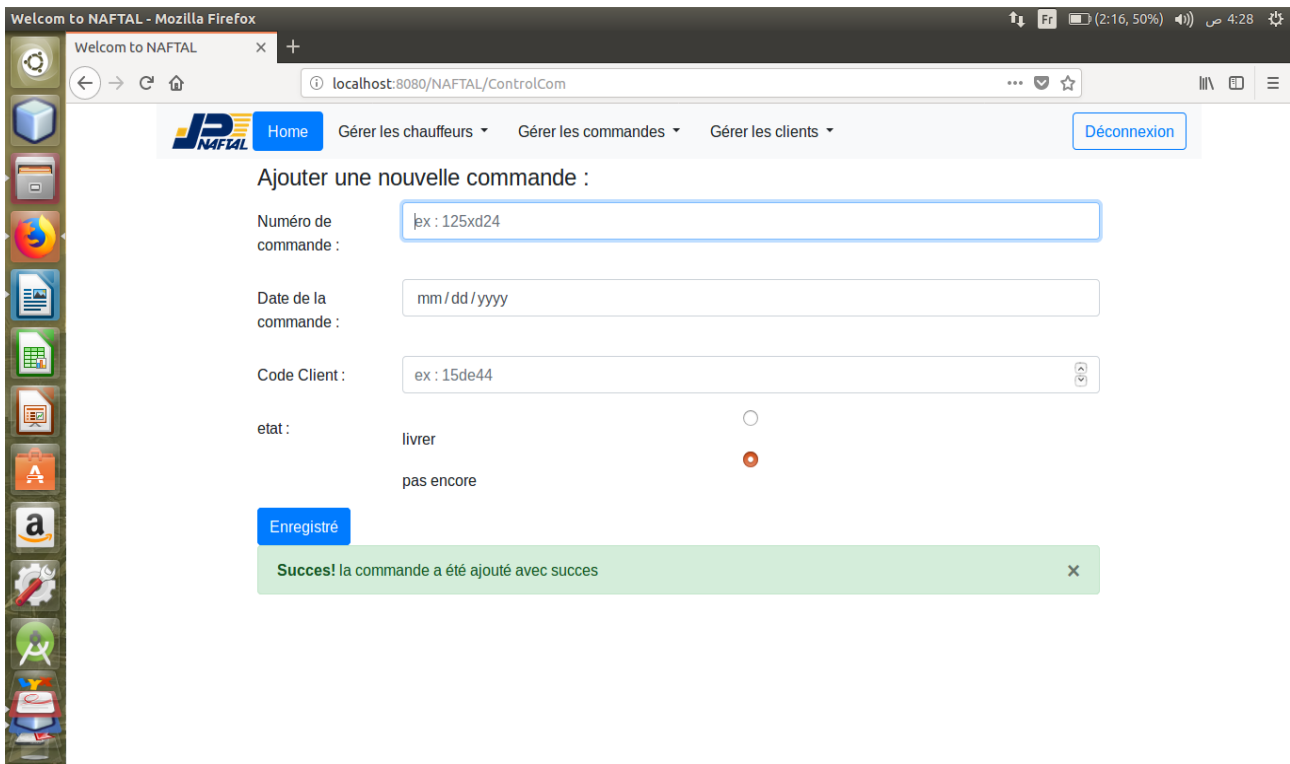 Welcom to NAFTAL - Mozilla Firefox
Fr (2:16, 50%) 4:28 ص
Welcom to NAFTAL
localhost:8080/NAFTAL/ControlCom
NAFTAL Home Gérer les chauffeurs Gérer les commandes Gérer les clients Déconnexion
Ajouter une nouvelle commande :
Numéro de
commande :
ex : 125xd24
Date de la
commande :
mm / dd / yyyy
Code Client :
ex : 15de44
etat :
livrer
pas encore
Enregistré
Succes! la commande a été ajouté avec succes